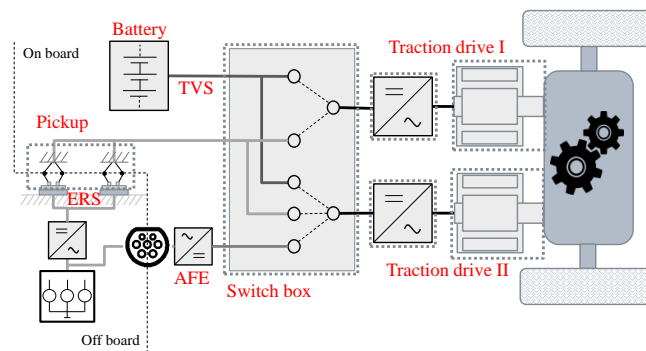 Battery
On board
TVS
Traction drive I
Pickup
ERS
AFE
Switch box
Traction drive II
Off board